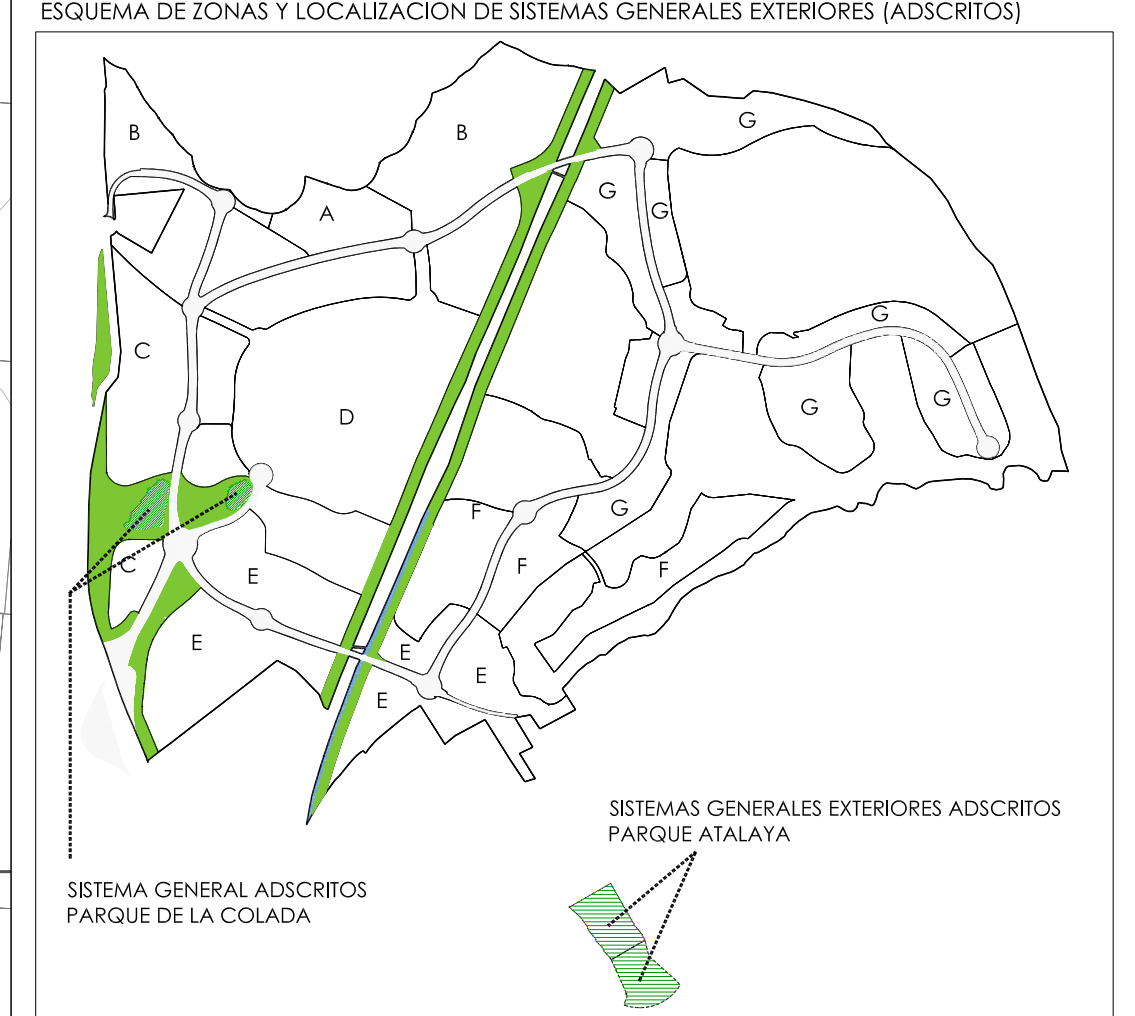 ESQUEMA DE ZONAS Y LOCALIZACION DE SISTEMAS GENERALES EXTERIORES (ADSCRITOS)
B
B
G
A
G
G
G
C
G
G
D
F
G
C
E
F
F
E
E
E
E
SISTEMAS GENERALES EXTERIORES ADSCRITOS
PARQUE ATALAYA
SISTEMA GENERAL ADSCRITOS
PARQUE DE LA COLADA